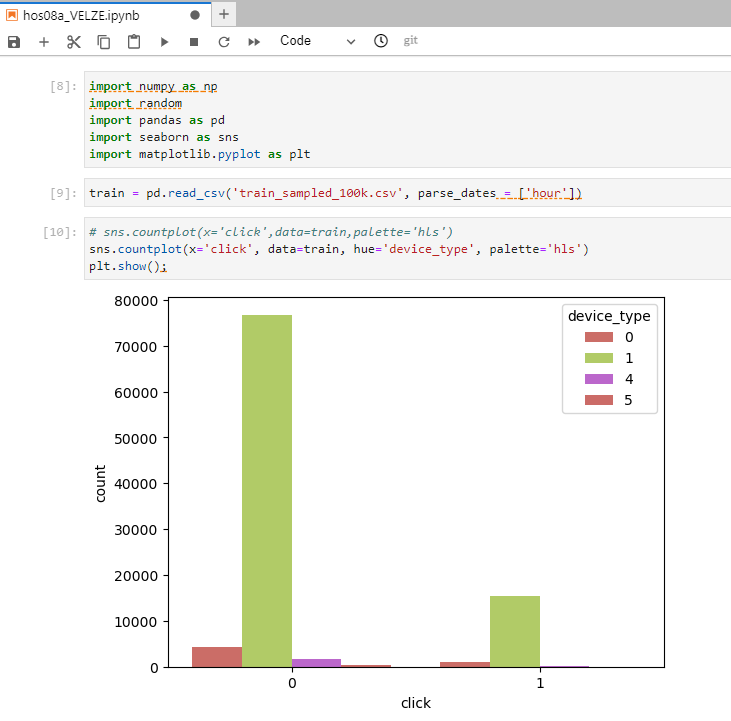 hos08a_VELZE.ipynb
Code
git
[8]:
import numpy as np
import random
import pandas as pd
import seaborn as sns
import matplotlib.pyplot as plt
[9]:
train = pd.read_csv('train_sampled_100k.csv', parse_dates = ['hour'])
[10]:
# sns.countplot(x='click',data=train,palette='hls')
sns.countplot(x='click', data=train, hue='device_type', palette='hls')
plt.show();
80000
70000
60000
50000
40000
30000
20000
10000
0
count
device_type
0
1
4
5
0 1
click